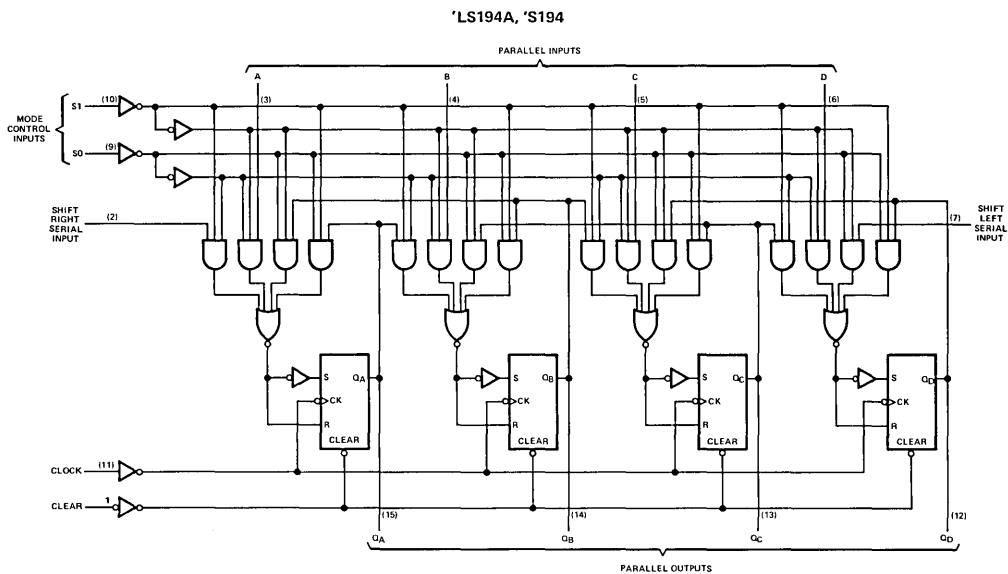 'LS194A, 'S194
PARALLEL INPUTS
A
B
C
D
(3)
(4)
(5)
(6)
MODE
CONTROL
INPUTS
S1
(10)
S0
(9)
SHIFT
RIGHT
SERIAL
INPUT
(2)
(7)
SHIFT
LEFT
SERIAL
INPUT
S
QA
CK
R
CLEAR
S
QB
CK
R
CLEAR
S
QC
CK
R
CLEAR
S
QD
CK
R
CLEAR
CLOCK
(11)
CLEAR
1
(15)
(14)
(13)
(12)
QA
QB
QC
QD
PARALLEL OUTPUTS